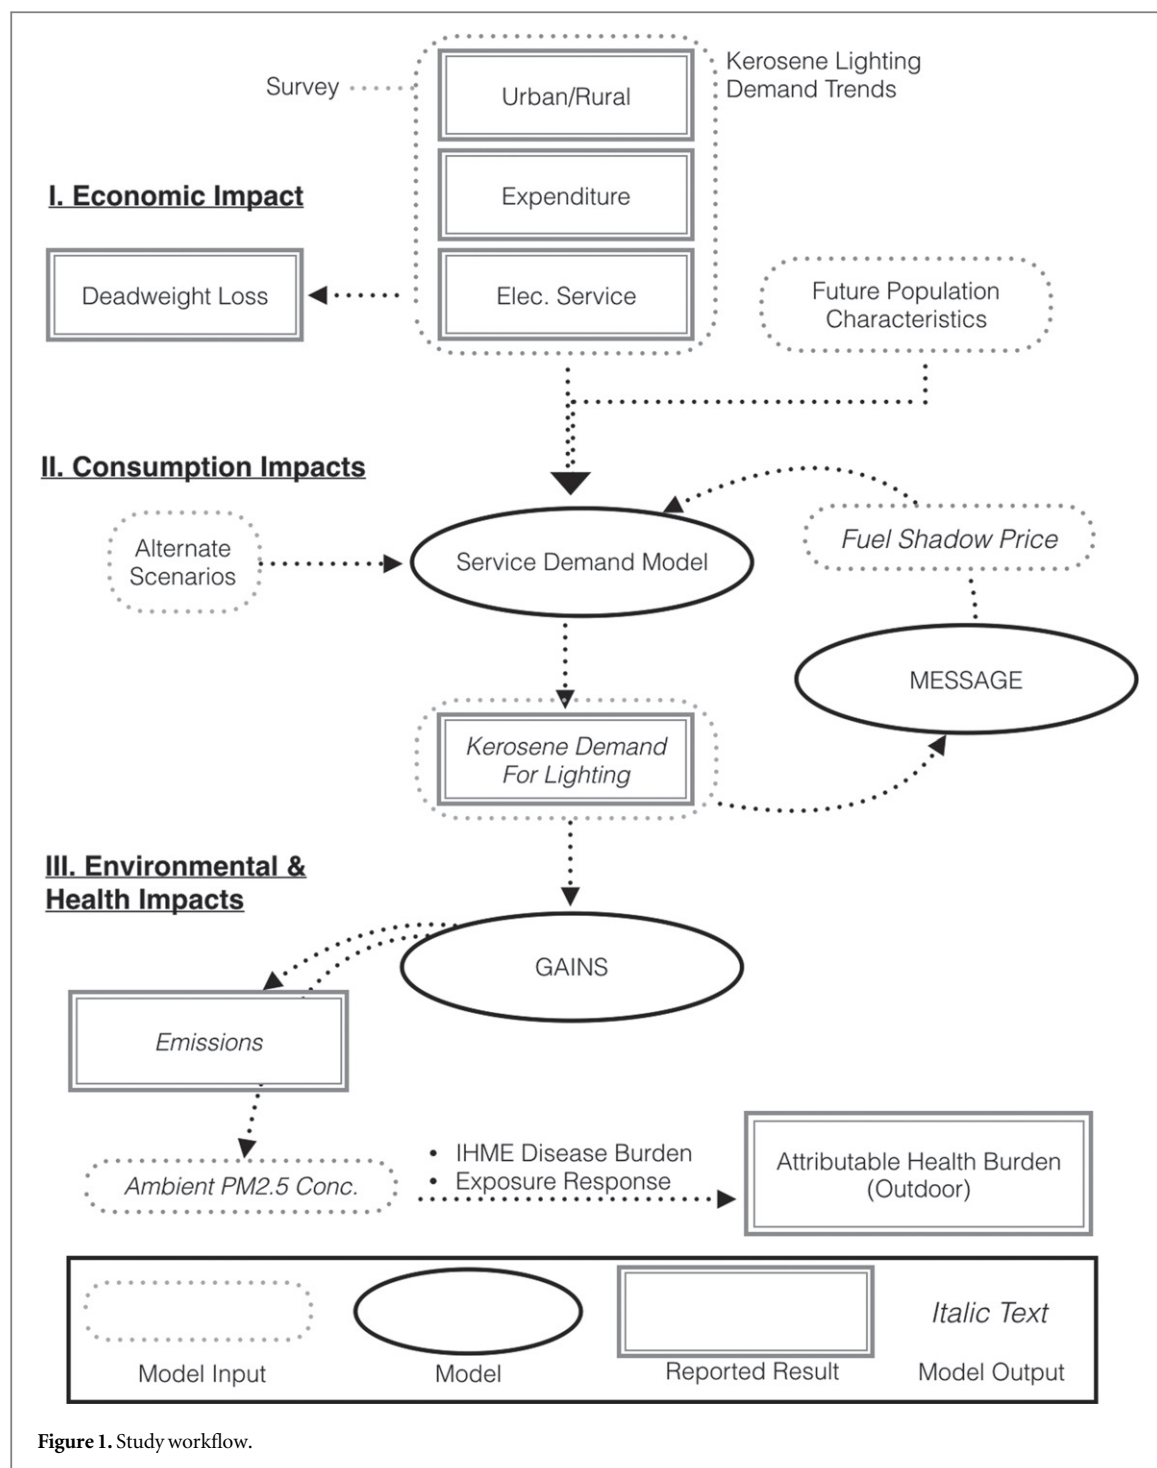 Survey
Kerosene Lighting
Demand Trends
Urban/Rural
Expenditure
Elec. Service
I. Economic Impact
Deadweight Loss
Future Population
Characteristics
II. Consumption Impacts
Alternate
Scenarios
Service Demand Model
Fuel Shadow Price
MESSAGE
Kerosene Demand
For Lighting
III. Environmental &
Health Impacts
GAINS
Emissions
Ambient PM2.5 Conc.
• IHME Disease Burden
• Exposure Response
Attributable Health Burden
(Outdoor)
Italic Text
Model Input
Model
Reported Result
Model Output
Figure 1. Study workflow.